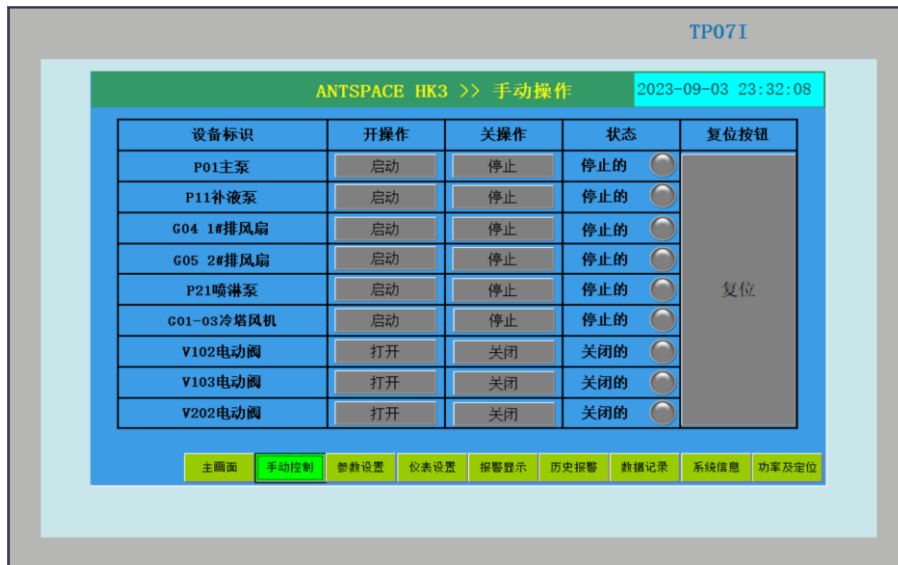 TP07I
ANTSPACE HK3 >> 手动操作 2023-09-03 23:32:08
设备标识 开操作 关操作 状态 复位按钮
P01主泵 启动 停止 停止的
P11补液泵 启动 停止 停止的
G04 1#排风扇 启动 停止 停止的
G05 2#排风扇 启动 停止 停止的
P21喷淋泵 启动 停止 停止的 复位
G01-03冷塔风机 启动 停止 停止的
V102电动阀 打开 关闭 关闭的
V103电动阀 打开 关闭 关闭的
V202电动阀 打开 关闭 关闭的
主画面 手动控制 参数设置 仪表设置 报警显示 历史报警 数据记录 系统信息 功率及定位